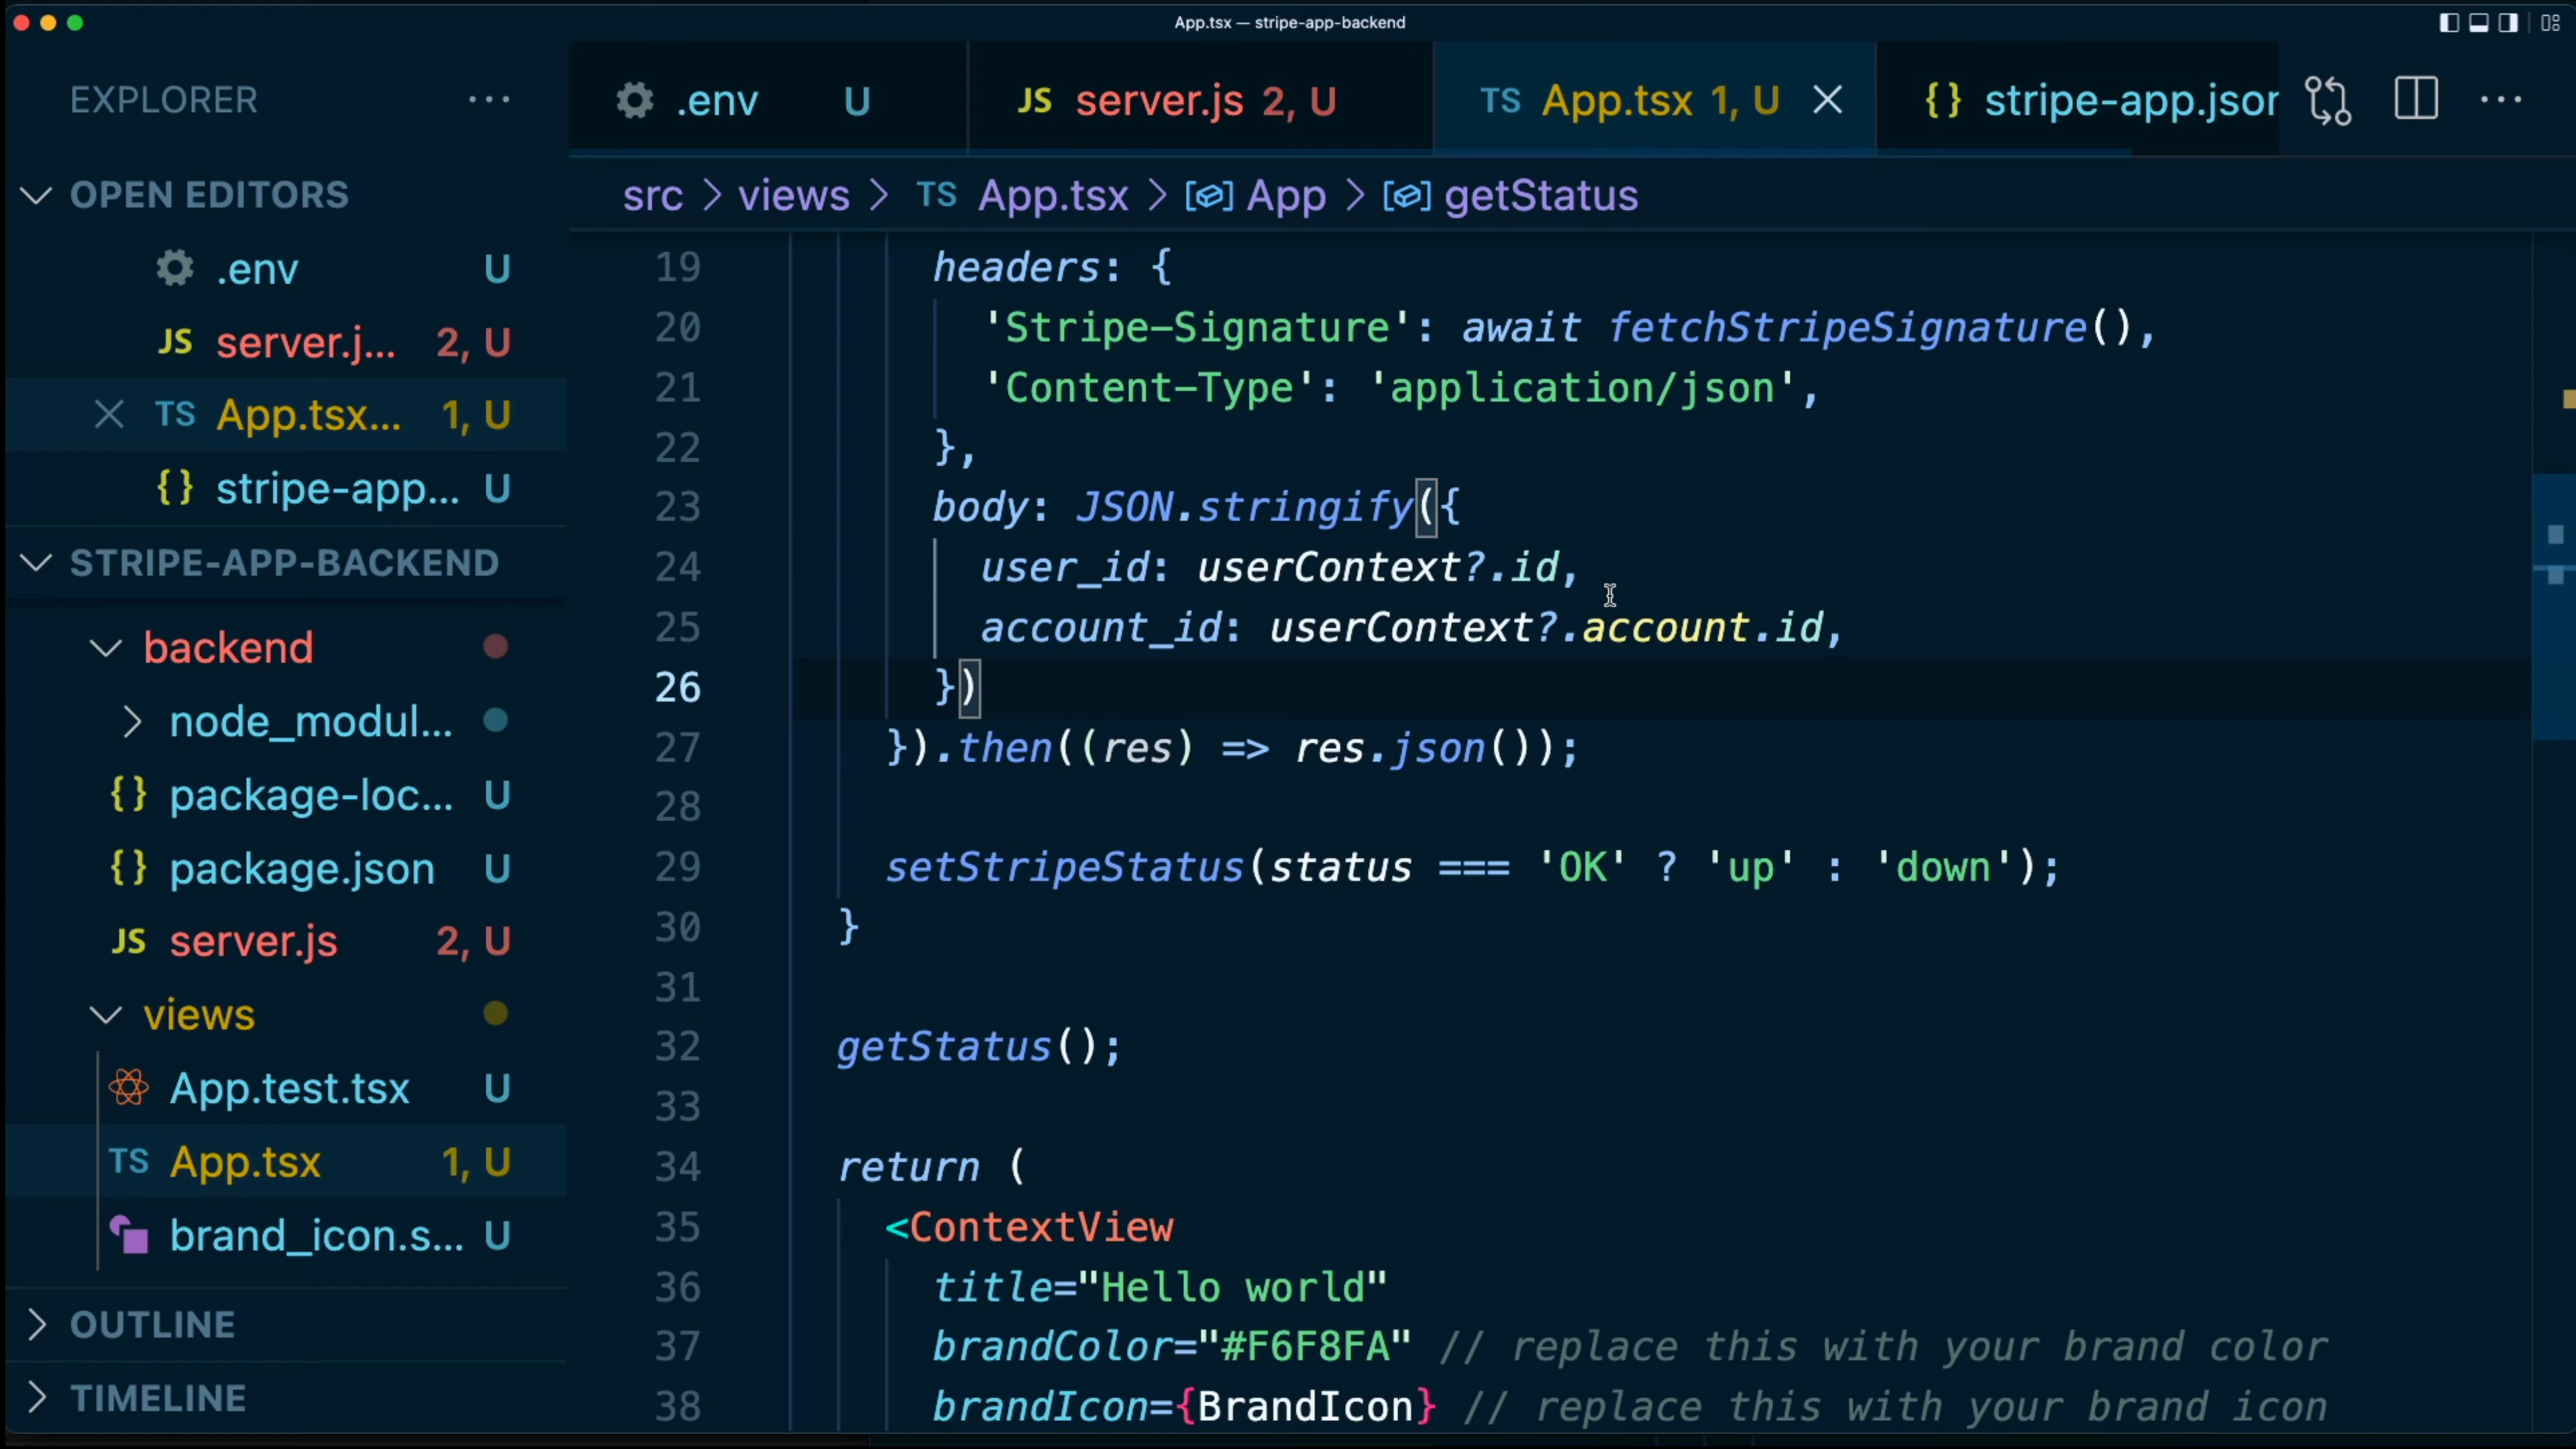 App.tsx — stripe-app-backend
EXPLORER
.env U
server.js 2, U
App.tsx 1, U
stripe-app.json
OPEN EDITORS
.env U
server.j... 2, U
App.tsx... 1, U
stripe-app... U
STRIPE-APP-BACKEND
backend
node_modul...
package-loc... U
package.json U
server.js 2, U
views
App.test.tsx U
App.tsx 1, U
brand_icon.s... U
OUTLINE
TIMELINE
src > views > TS App.tsx > App > getStatus
19 headers: {
20 'Stripe-Signature': await fetchStripeSignature(),
21 'Content-Type': 'application/json',
22 },
23 body: JSON.stringify({
24 user_id: userContext?.id,
25 account_id: userContext?.account.id,
26 })
27 }).then((res) => res.json());
28
29 setStripeStatus(status === 'OK' ? 'up' : 'down');
30 }
31
32 getStatus();
33
34 return (
35 <ContextView
36 title="Hello world"
37 brandColor="#F6F8FA" // replace this with your brand color
38 brandIcon={BrandIcon} // replace this with your brand icon